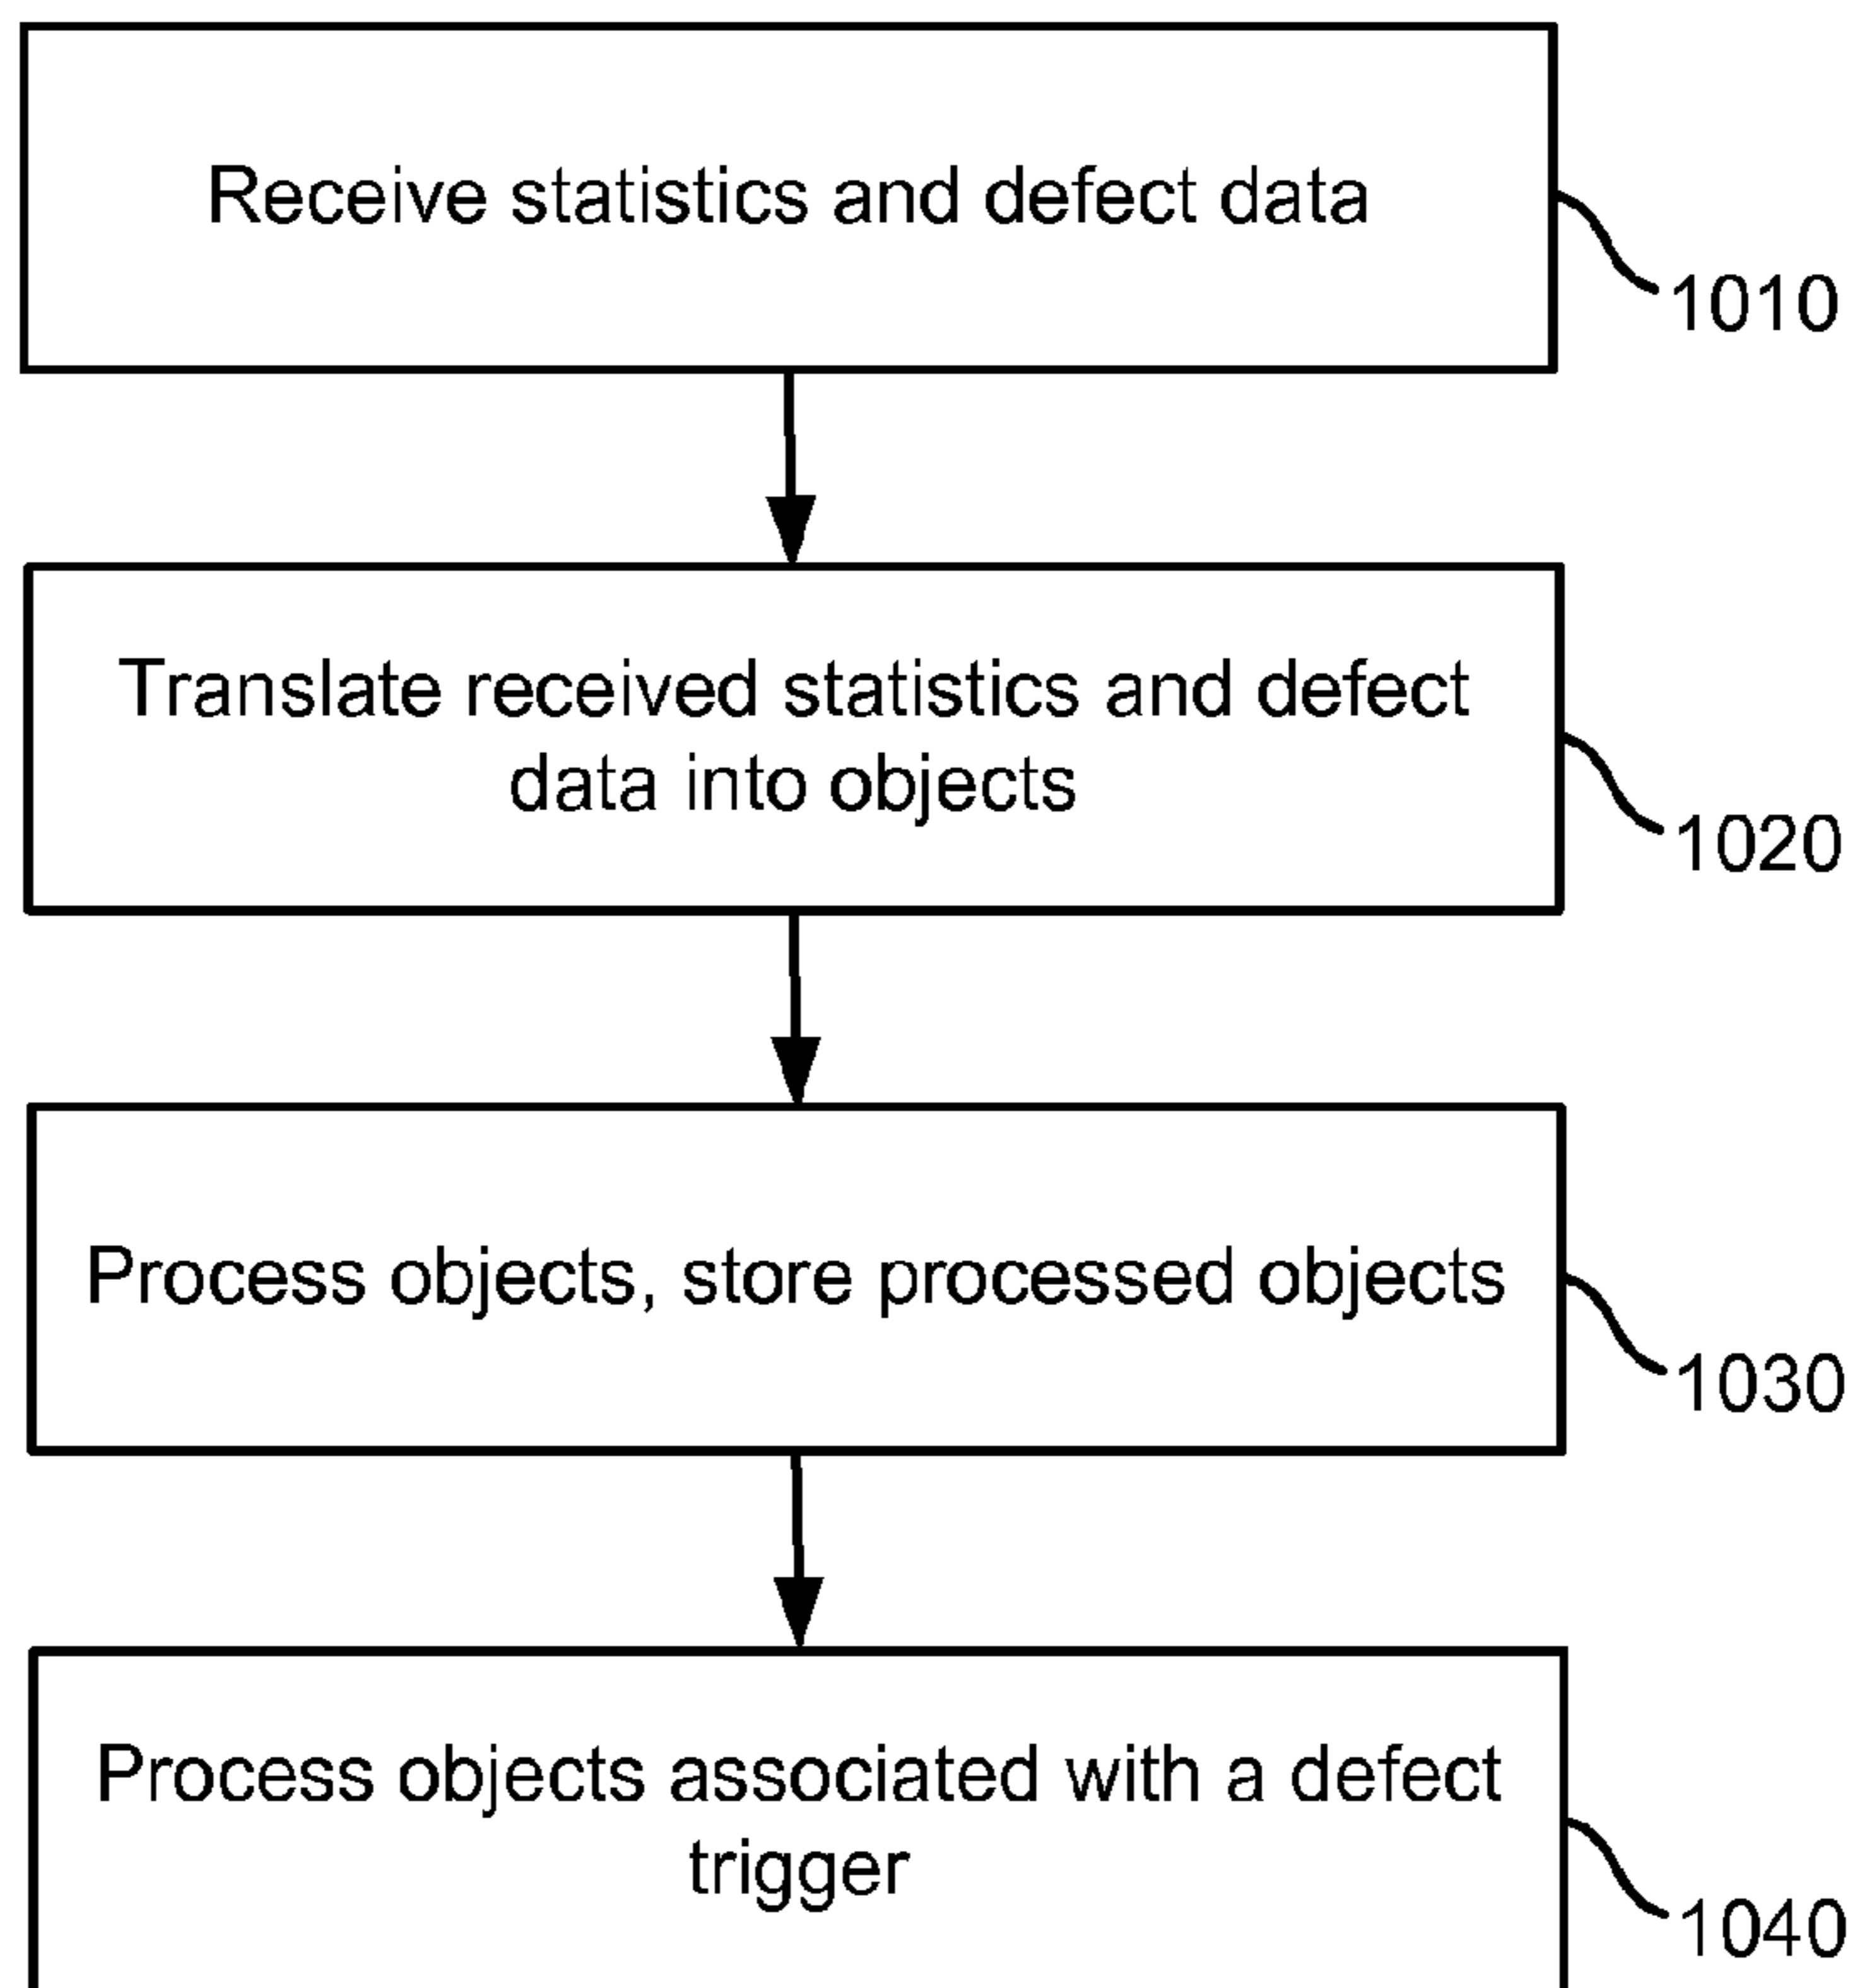 Receive statistics and defect data
1010
Translate received statistics and defect
data into objects
1020
Process objects, store processed objects
1030
Process objects associated with a defect
trigger
1040